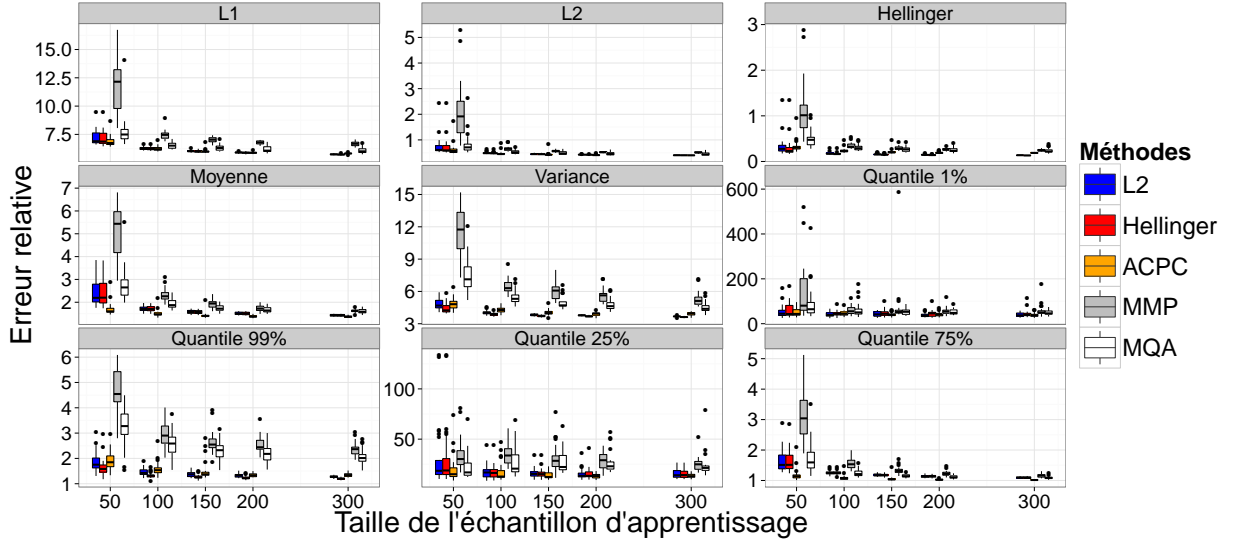 L1
L2
Hellinger
15.0
12.5
10.0
7.5
5
4
3
2
1
3
2
1
0
Moyenne
Variance
Quantile 1%
7
6
5
4
3
2
15
12
9
6
3
600
400
200
0
Quantile 99%
Quantile 25%
Quantile 75%
6
5
4
3
2
1
100
50
5
4
3
2
1
50 100 150 200 300
50 100 150 200 300
50 100 150 200 300
Taille de l'échantillon d'apprentissage
Erreur relative
Méthodes
L2
Hellinger
ACPC
MMP
MQA